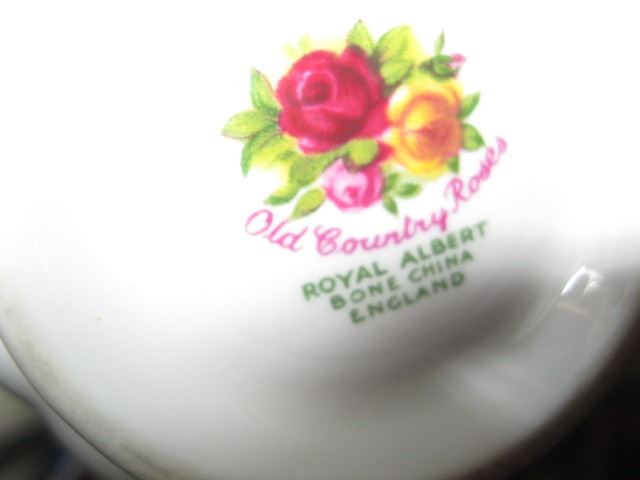 Old Country Roses
ROYAL ALBERT
BONE CHINA
ENGLAND